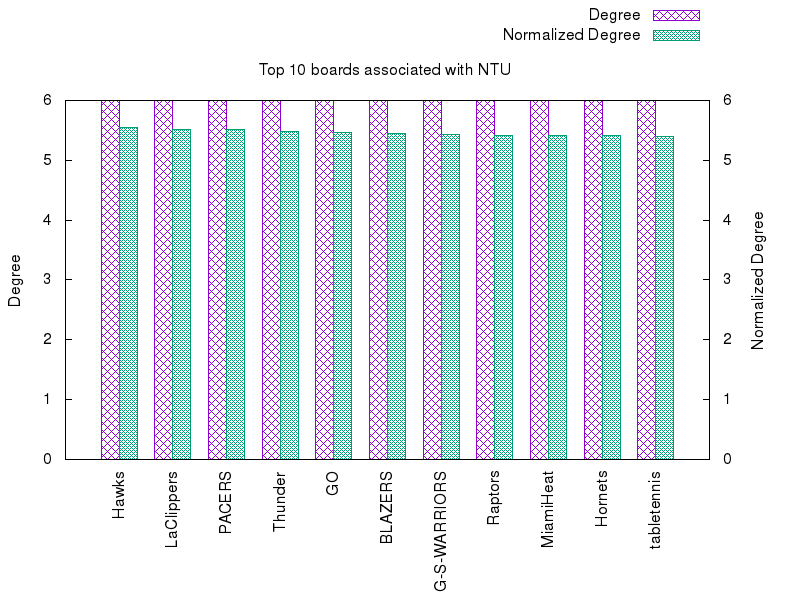 Degree
Normalized Degree
Top 10 boards associated with NTU
6
5
4
3
2
1
0
Degree
6
5
4
3
2
1
0
Normalized Degree
Hawks
LaClippers
PACERS
Thunder
GO
BLAZERS
G-S-WARRIORS
Raptors
MiamiHeat
Hornets
tabletennis